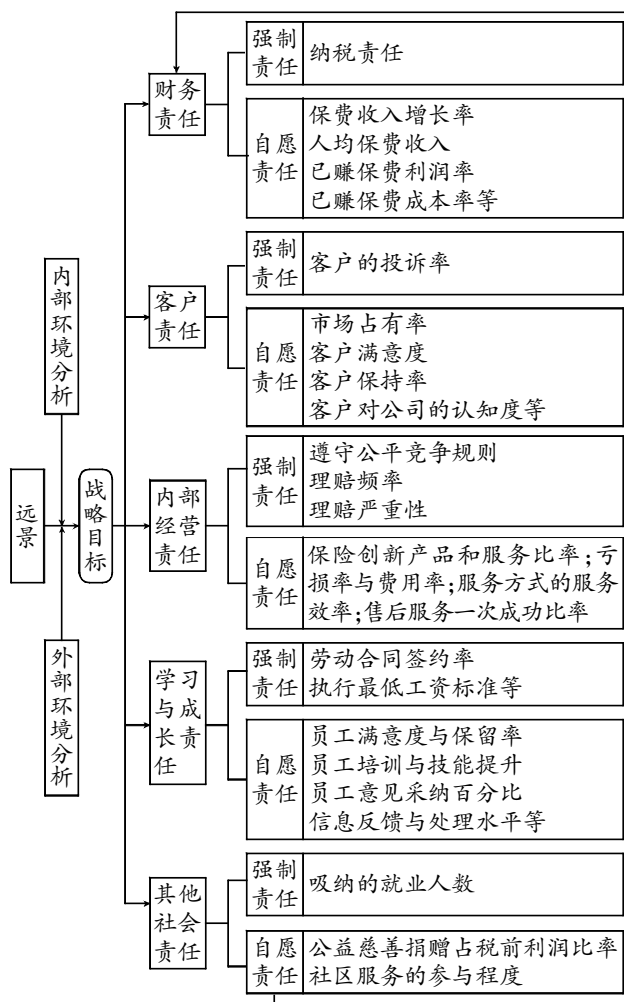 远景
内部环境分析
外部环境分析
战略目标
财务
责任
强制
责任
纳税责任
自愿
责任
保费收入增长率
人均保费收入
已赚保费利润率
已赚保费成本率等
客户
责任
强制
责任
客户的投诉率
自愿
责任
市场占有率
客户满意度
客户保持率
客户对公司的认知度等
内部
经营
责任
强制
责任
遵守公平竞争规则
理赔频率
理赔严重性
自愿
责任
保险创新产品和服务比率;亏
损率与费用率;服务方式的服务
效率;售后服务一次成功比率
学习
与成
长责
任
强制
责任
劳动合同签约率
执行最低工资标准等
自愿
责任
员工满意度与保留率
员工培训与技能提升
员工意见采纳百分比
信息反馈与处理水平等
其他
社会
责任
强制
责任
吸纳的就业人数
自愿
责任
公益慈善捐赠占税前利润比率
社区服务的参与程度